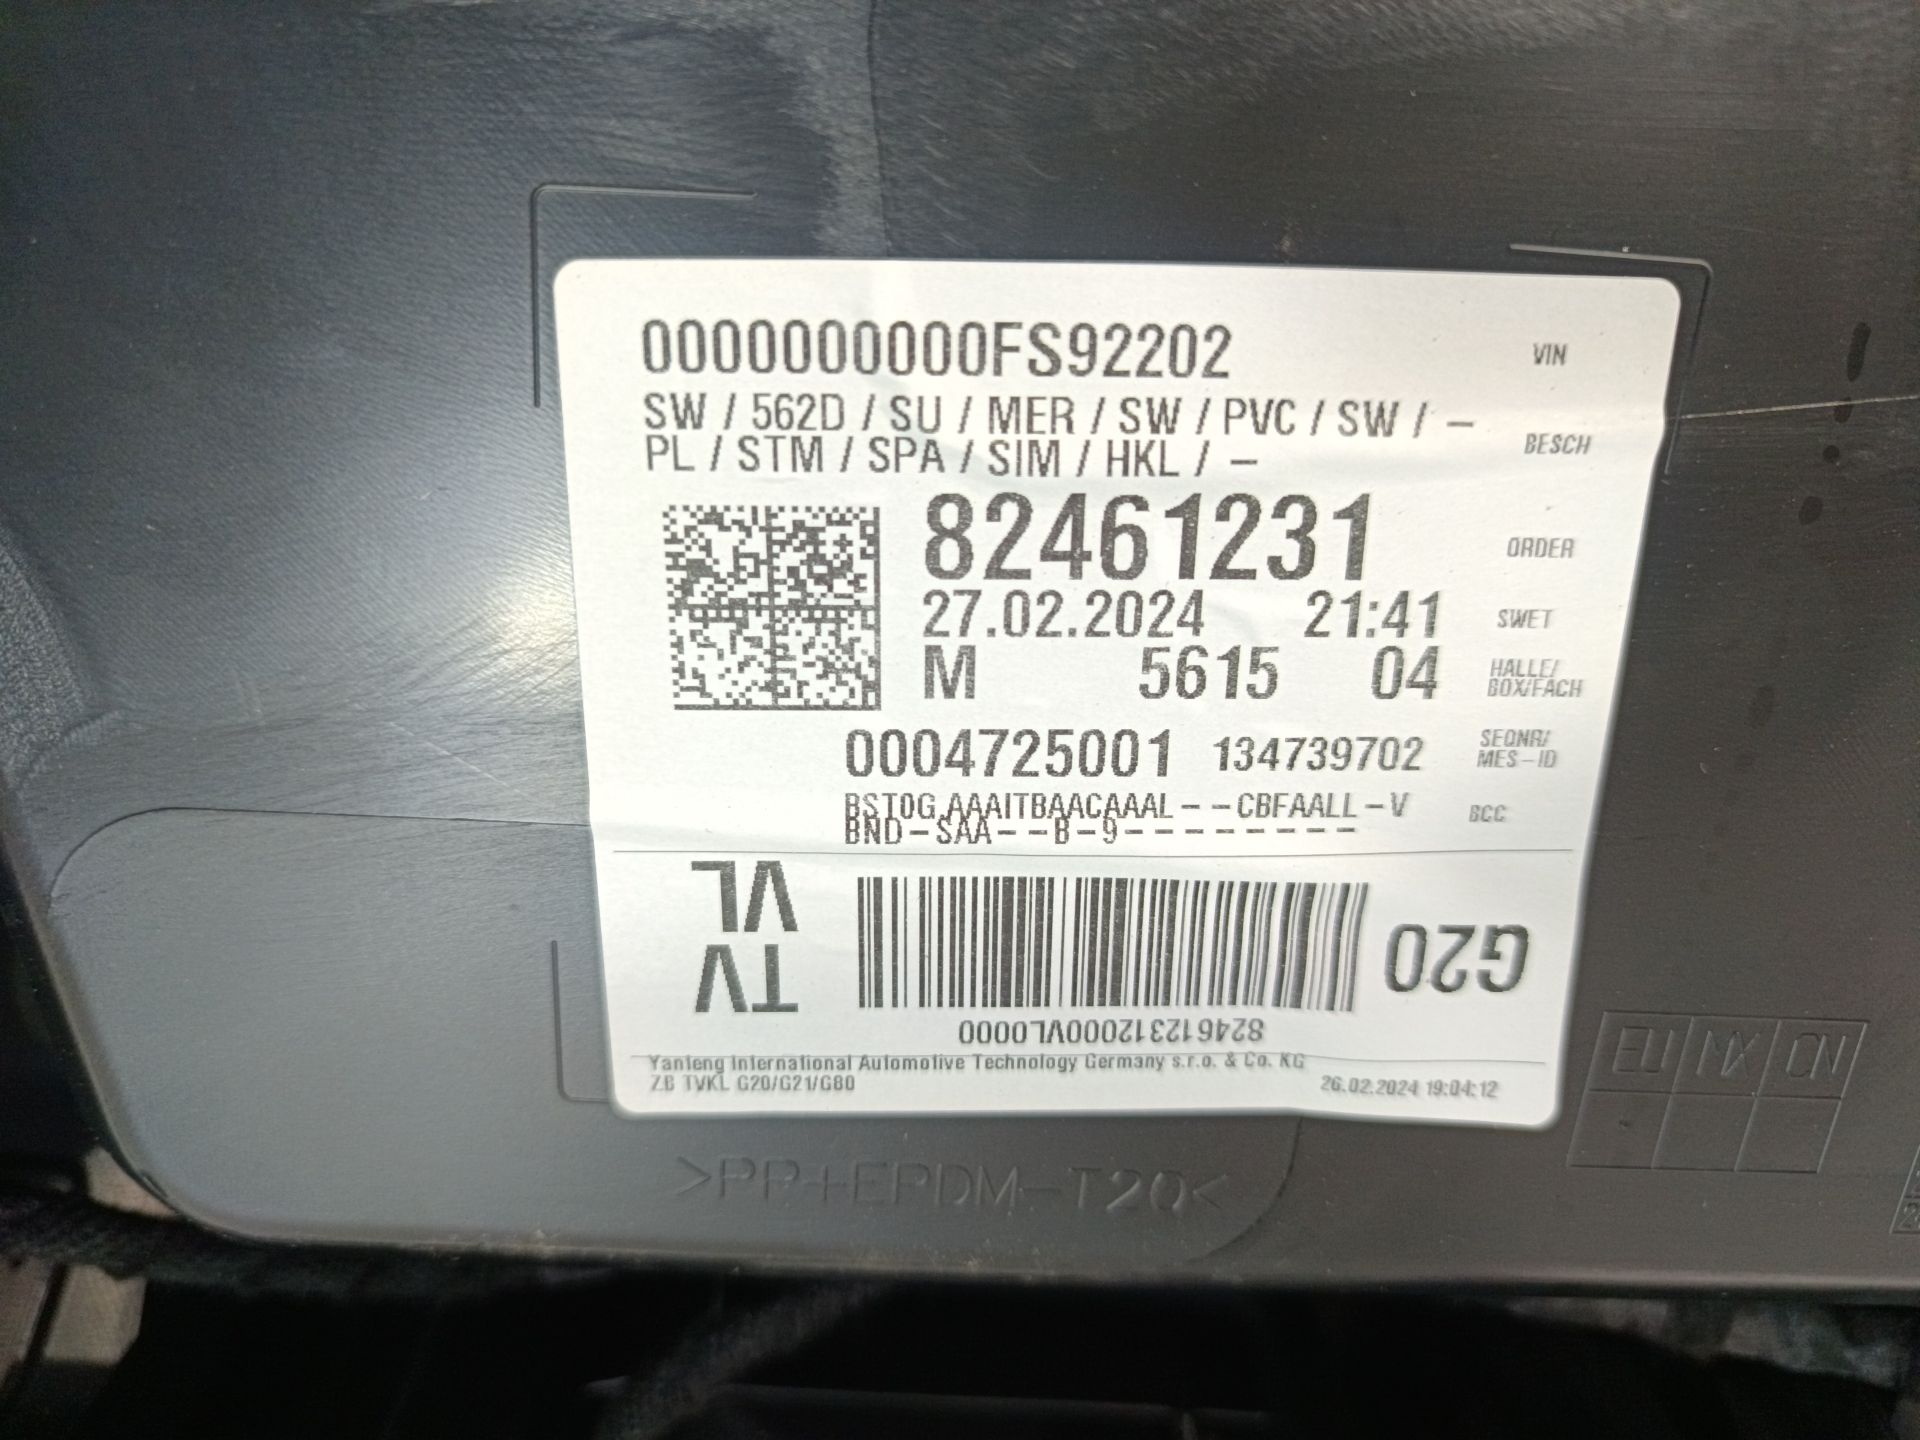 0000000000FS92202 VIN
SW / 562D / SU / MER / SW / PVC / SW / –
PL / STM / SPA / SIM / HKL / – BESCH
82461231 ORDER
27.02.2024 21:41 SWET
M 5615 04 HALLE/
BOX/FACH
0004725001 134739702 SEQNR/
MES-ID
BST0GAAAITBAACAAAL--CBFAALL-V BCC
BND-SAA--B-9--------
TV
VL
G20
824612312000VL0000
Yanfeng International Automotive Technology Germany s.r.o. & Co. KG
ZB TVKL G20/G21/G80 26.02.2024 19:04:12
EU MX CN
>PP+EPDM-T20<